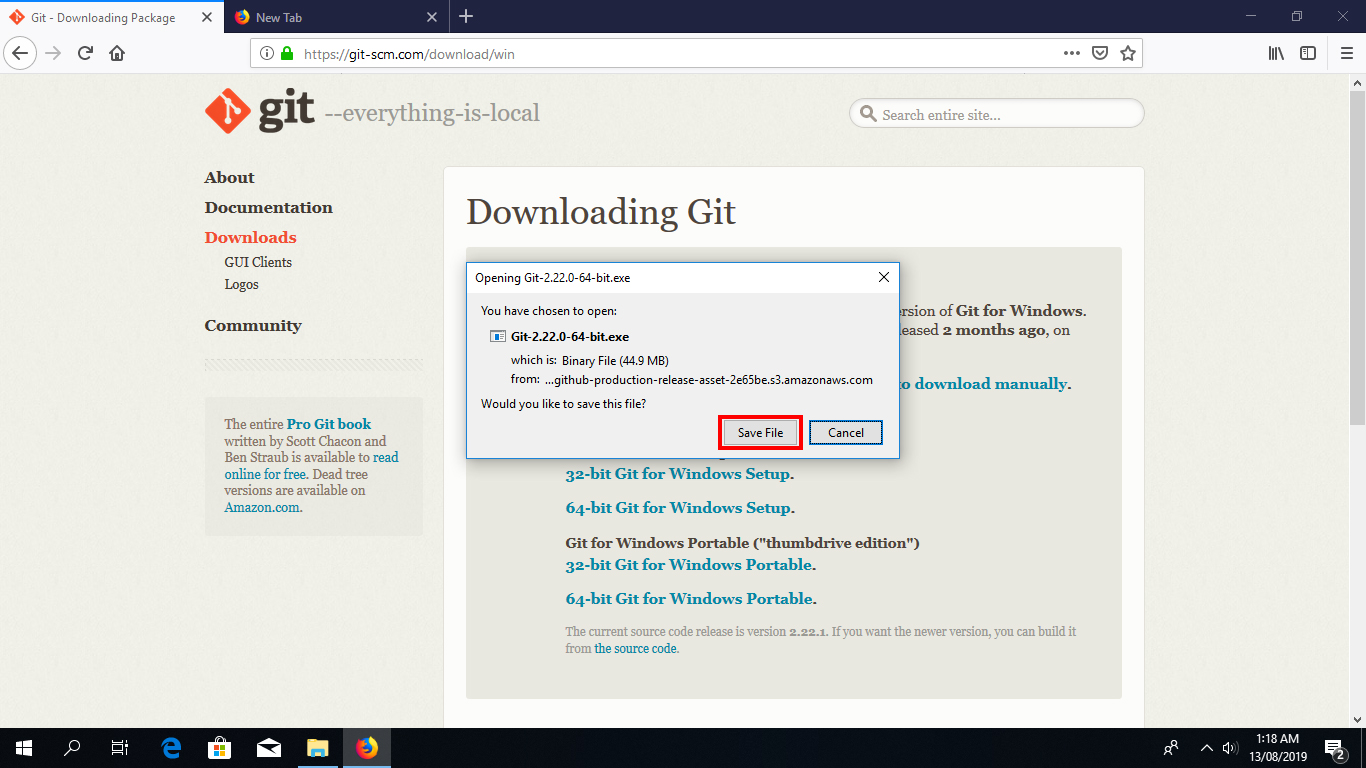 Git - Downloading Package
New Tab
https://git-scm.com/download/win
git --everything-is-local
Search entire site...
About
Documentation
Downloads
GUI Clients
Logos
Community
The entire Pro Git book
written by Scott Chacon and
Ben Straub is available to read
online for free. Dead tree
versions are available on
Amazon.com.
Downloading Git
Opening Git-2.22.0-64-bit.exe
You have chosen to open:
Git-2.22.0-64-bit.exe
which is: Binary File (44.9 MB)
from: ...github-production-release-asset-2e65be.s3.amazonaws.com
Would you like to save this file?
Save File
Cancel
of Git for Windows.
2 months ago, on
to download manually.
32-bit Git for Windows Setup.
64-bit Git for Windows Setup.
Git for Windows Portable ("thumbdrive edition")
32-bit Git for Windows Portable.
64-bit Git for Windows Portable.
The current source code release is version 2.22.1. If you want the newer version, you can build it
from the source code.
1:18 AM
13/08/2019
2